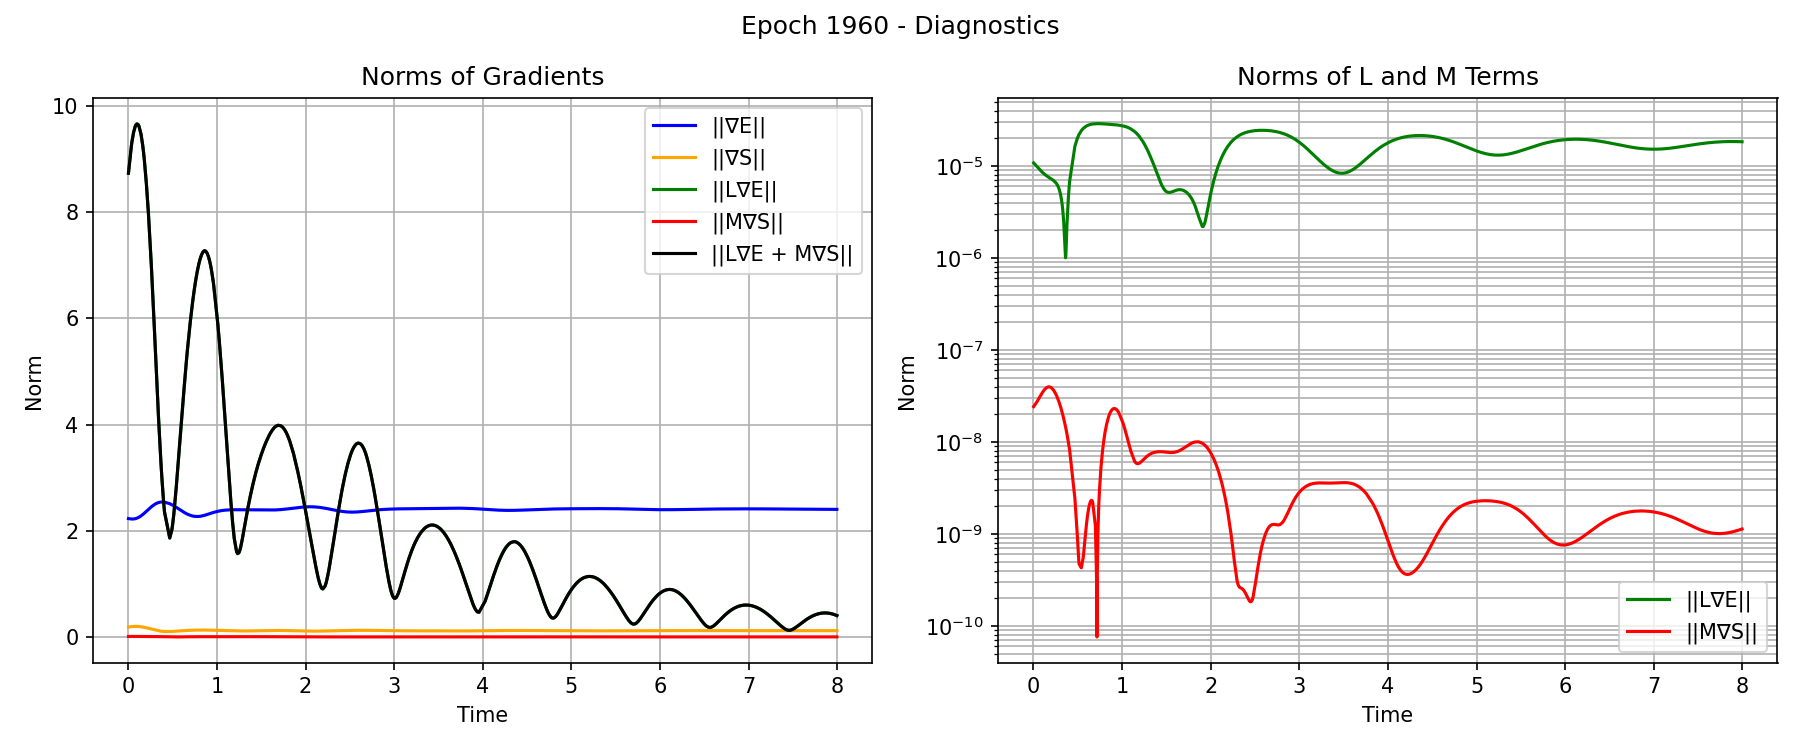 Epoch 1960 - Diagnostics
Norms of Gradients
Norm
10
8
6
4
2
0
||∇E||
||∇S||
||L∇E||
||M∇S||
||L∇E + M∇S||
0 1 2 3 4 5 6 7 8
Time
Norms of L and M Terms
Norm
10⁻⁵
10⁻⁶
10⁻⁷
10⁻⁸
10⁻⁹
10⁻¹⁰
||L∇E||
||M∇S||
0 1 2 3 4 5 6 7 8
Time